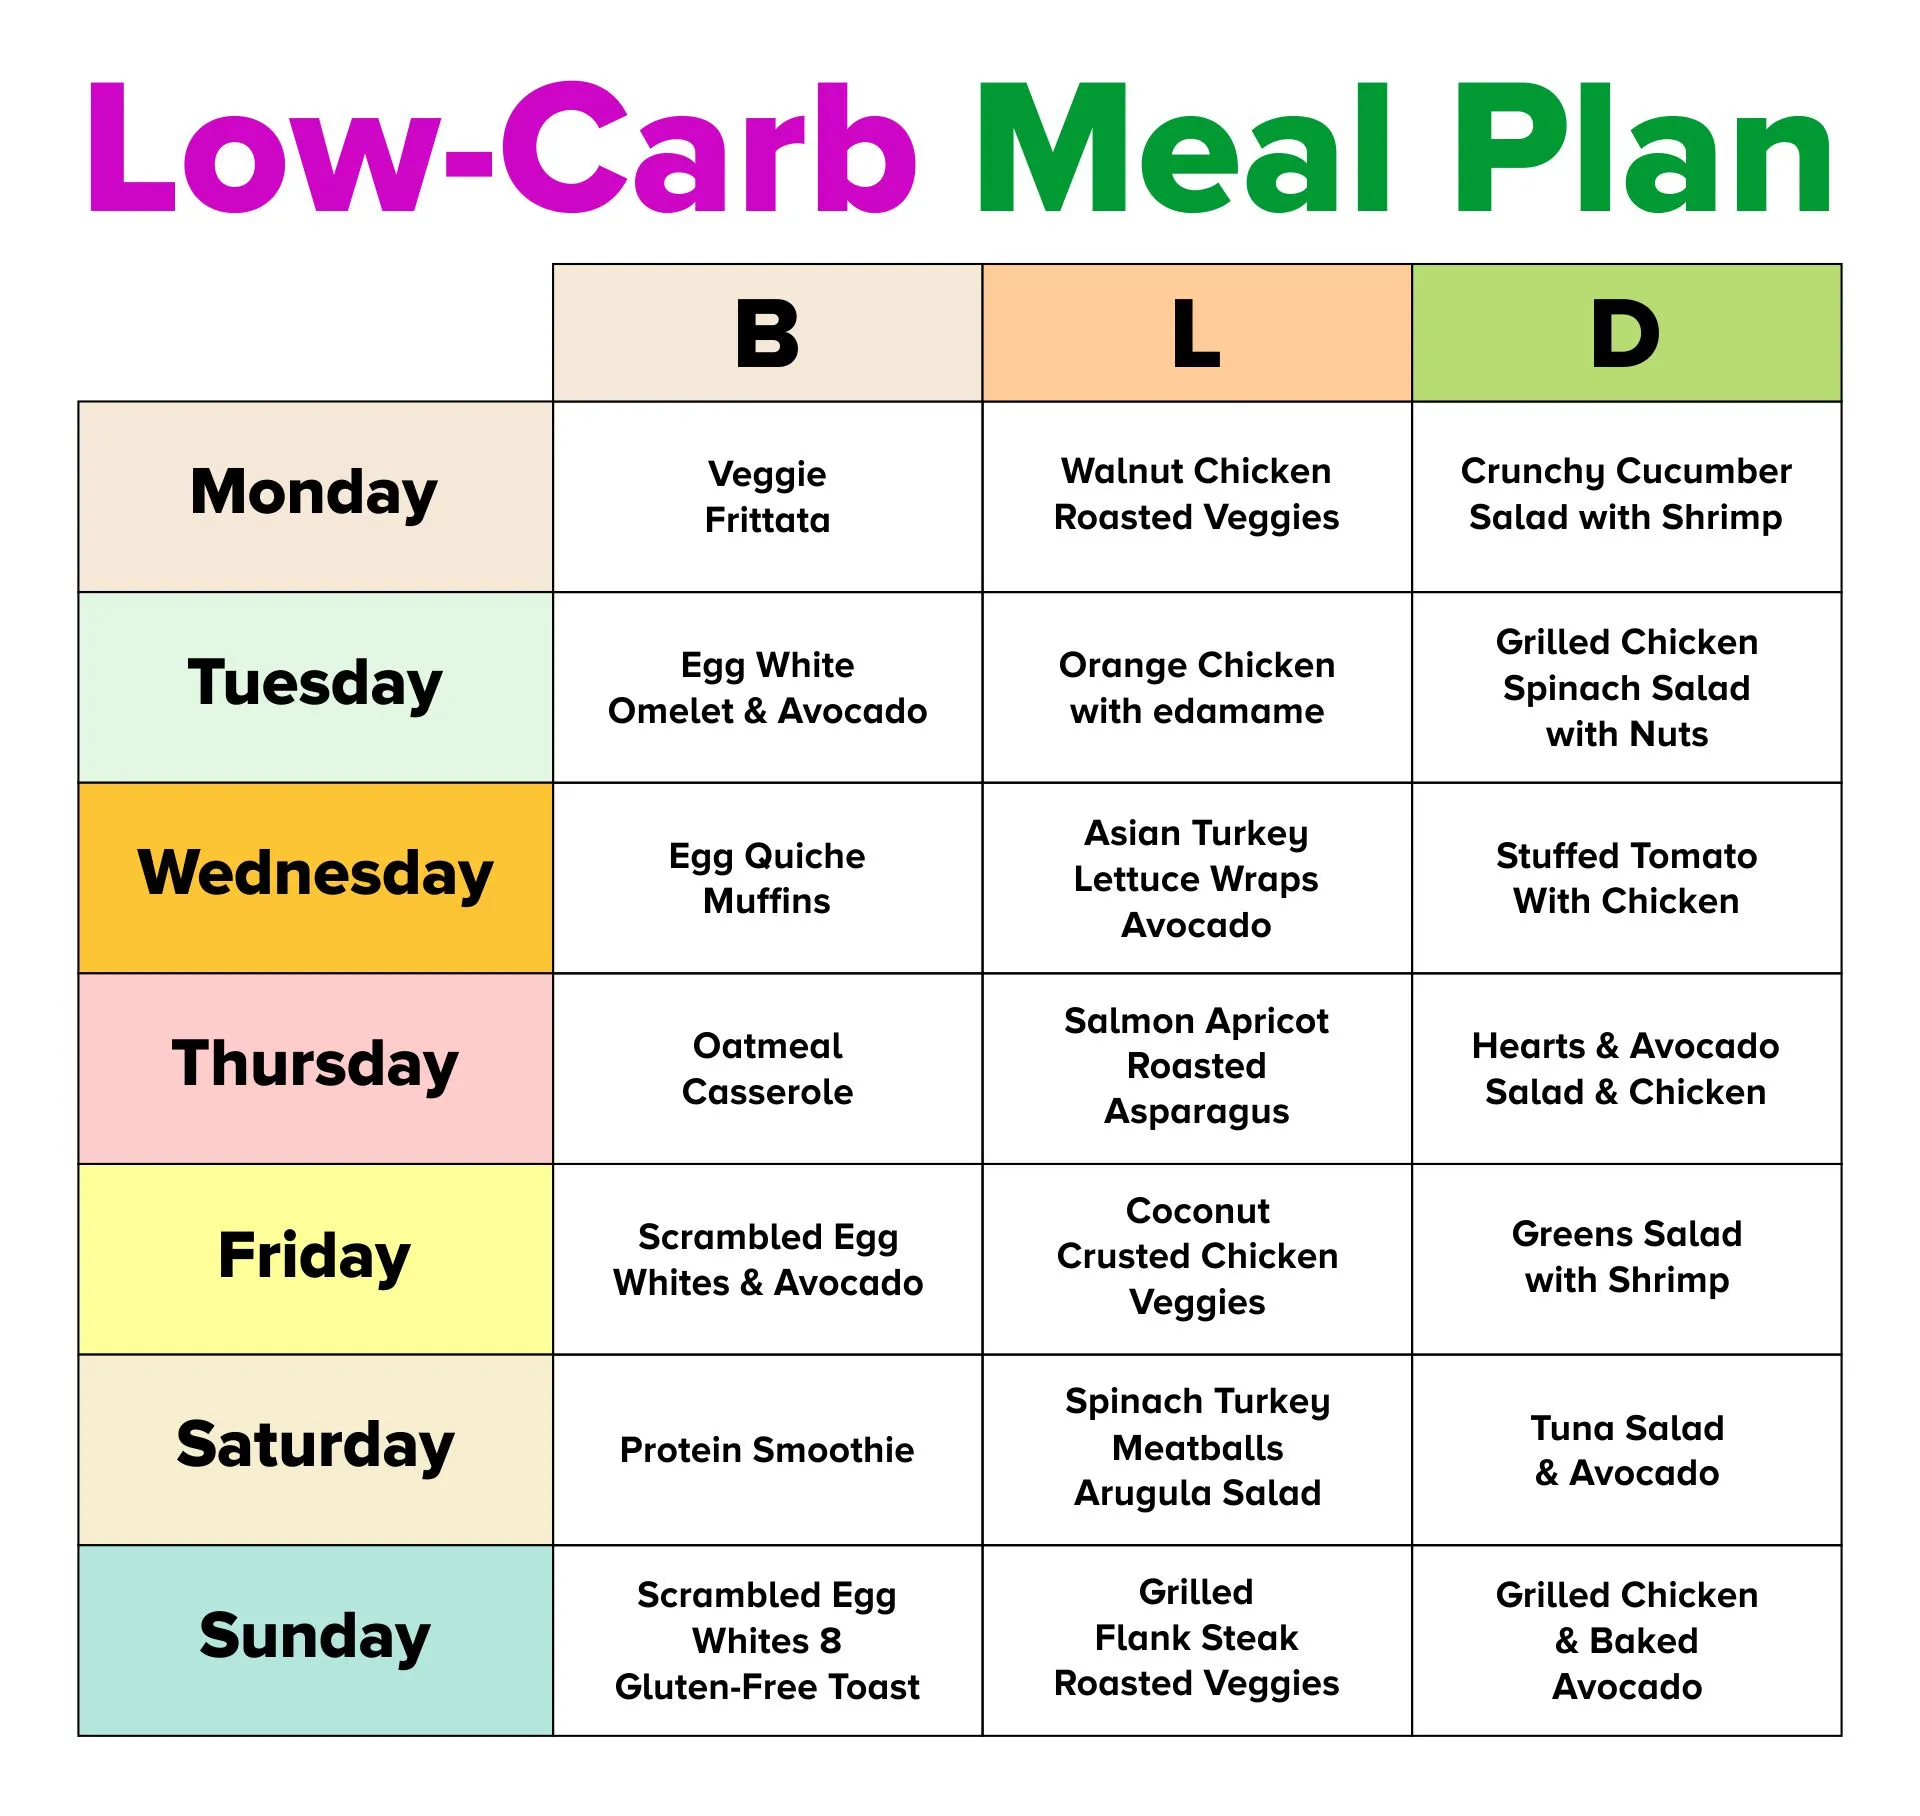 Low-Carb Meal Plan
B
L
D
Monday
Veggie
Frittata
Walnut Chicken
Roasted Veggies
Crunchy Cucumber
Salad with Shrimp
Tuesday
Egg White
Omelet & Avocado
Orange Chicken
with edamame
Grilled Chicken
Spinach Salad
with Nuts
Wednesday
Egg Quiche
Muffins
Asian Turkey
Lettuce Wraps
Avocado
Stuffed Tomato
With Chicken
Thursday
Oatmeal
Casserole
Salmon Apricot
Roasted
Asparagus
Hearts & Avocado
Salad & Chicken
Friday
Scrambled Egg
Whites & Avocado
Coconut
Crusted Chicken
Veggies
Greens Salad
with Shrimp
Saturday
Protein Smoothie
Spinach Turkey
Meatballs
Arugula Salad
Tuna Salad
& Avocado
Sunday
Scrambled Egg
Whites 8
Gluten-Free Toast
Grilled
Flank Steak
Roasted Veggies
Grilled Chicken
& Baked
Avocado